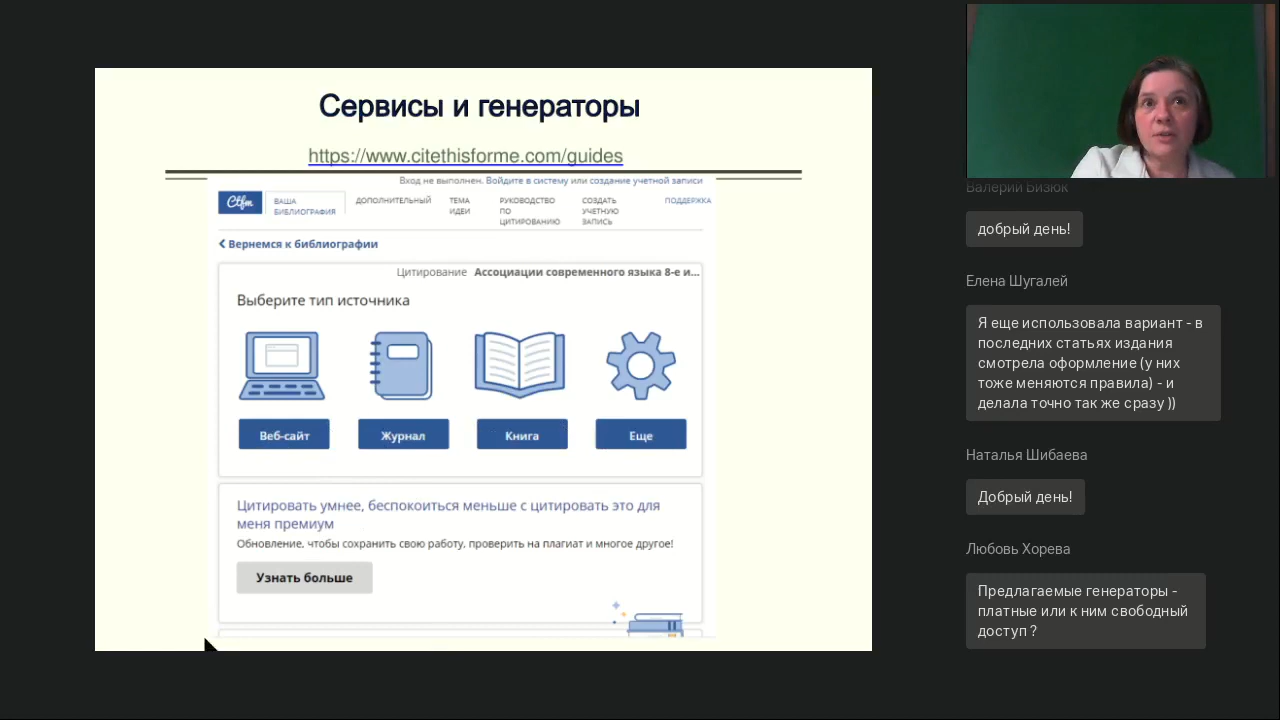 Сервисы и генераторы
https://www.citethisforme.com/guides
Вход не выполнен. Войдите в систему или создание учетной записи
Ctfm
ВАША
БИБЛИОГРАФИЯ
ДОПОЛНИТЕЛЬНЫЙ
ТЕМА
ИДЕИ
РУКОВОДСТВО
ПО
ЦИТИРОВАНИЮ
СОЗДАТЬ
УЧЕТНУЮ
ЗАПИСЬ
ПОДДЕРЖКА
Вернемся к библиографии
Цитирование Ассоциации современного языка 8-е и...
Выберите тип источника
Веб-сайт
Журнал
Книга
Еще
Цитировать умнее, беспокоиться меньше с цитировать это для
меня премиум
Обновление, чтобы сохранить свою работу, проверить на плагиат и многое другое!
Узнать больше
Валерий Бизюк
добрый день!
Елена Шугалей
Я еще использовала вариант - в
последних статьях издания
смотрела оформление (у них
тоже меняются правила) - и
делала точно так же сразу ))
Наталья Шибаева
Добрый день!
Любовь Хорева
Предлагаемые генераторы -
платные или к ним свободный
доступ ?